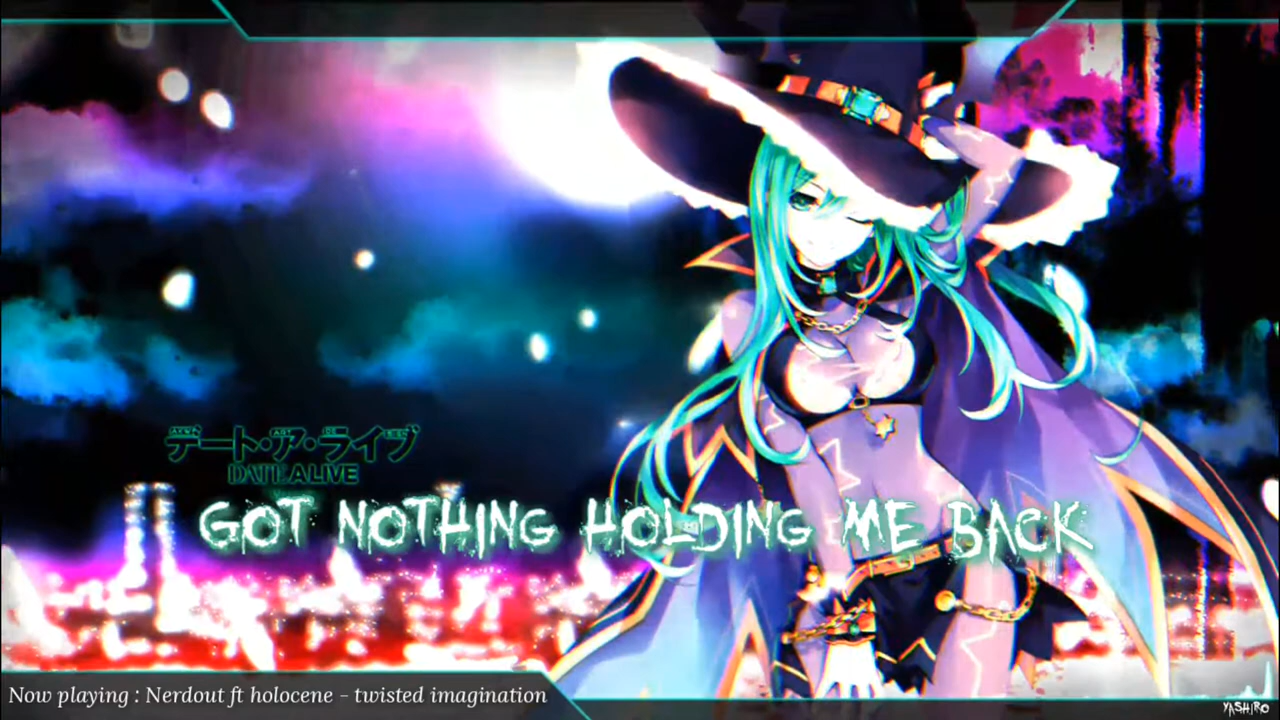 デート・ア・ライブ
DATE A LIVE
GOT NOTHING HOLDING ME BACK
Now playing : Nerdout ft holocene - twisted imagination
YASHIRO